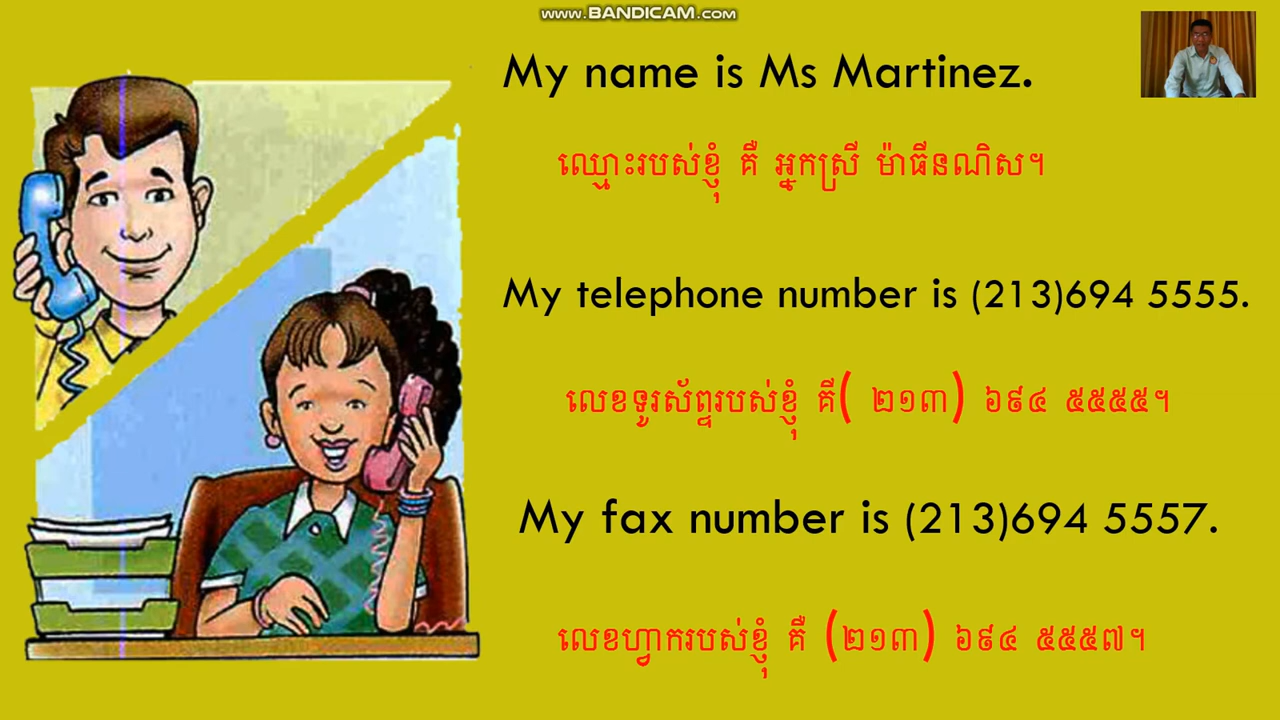 www.BANDICAM.com
My name is Ms Martinez.
ឈ្មោះរបស់ខ្ញុំ គឺ អ្នកស្រី ម៉ាធីនណិស។
My telephone number is (213)694 5555.
លេខទូរស័ព្ទរបស់ខ្ញុំ គឺ( ២១៣) ៦៩៤ ៥៥៥៥។
My fax number is (213)694 5557.
លេខហ្វាករបស់ខ្ញុំ គឺ (២១៣) ៦៩៤ ៥៥៥៧។